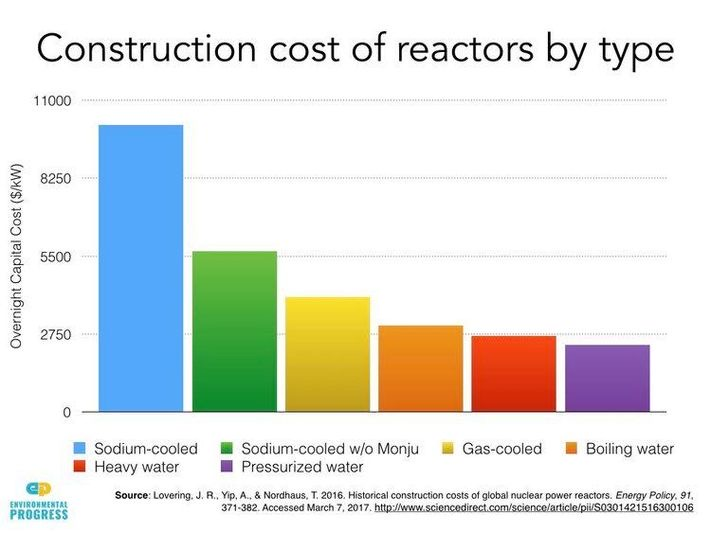 Construction cost of reactors by type
11000
8250
5500
2750
0
Overnight Capital Cost ($/kW)
Sodium-cooled Sodium-cooled w/o Monju Gas-cooled Boiling water
Heavy water Pressurized water
Source: Lovering, J. R., Yip, A., & Nordhaus, T. 2016. Historical construction costs of global nuclear power reactors. Energy Policy, 91,
371-382. Accessed March 7, 2017. http://www.sciencedirect.com/science/article/pii/S0301421516300106
ENVIRONMENTAL
PROGRESS